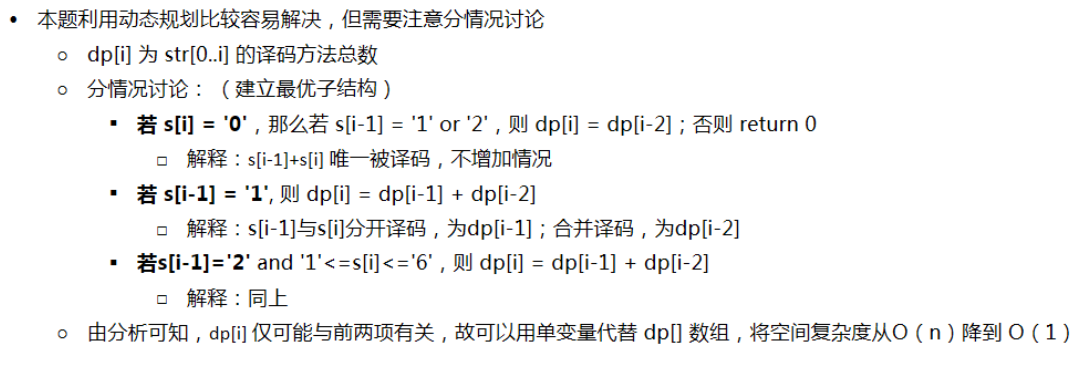 • 本题利用动态规划比较容易解决，但需要注意分情况讨论
○ dp[i] 为 str[0..i] 的译码方法总数
○ 分情况讨论：（建立最优子结构）
▪ 若 s[i] = '0'，那么若 s[i-1] = '1' or '2'，则 dp[i] = dp[i-2]；否则 return 0
□ 解释：s[i-1]+s[i] 唯一被译码，不增加情况
▪ 若 s[i-1] = '1', 则 dp[i] = dp[i-1] + dp[i-2]
□ 解释：s[i-1]与s[i]分开译码，为dp[i-1]；合并译码，为dp[i-2]
▪ 若s[i-1]='2' and '1'<=s[i]<='6'，则 dp[i] = dp[i-1] + dp[i-2]
□ 解释：同上
○ 由分析可知，dp[i] 仅可能与前两项有关，故可以用单变量代替 dp[] 数组，将空间复杂度从O（n）降到 O（1）